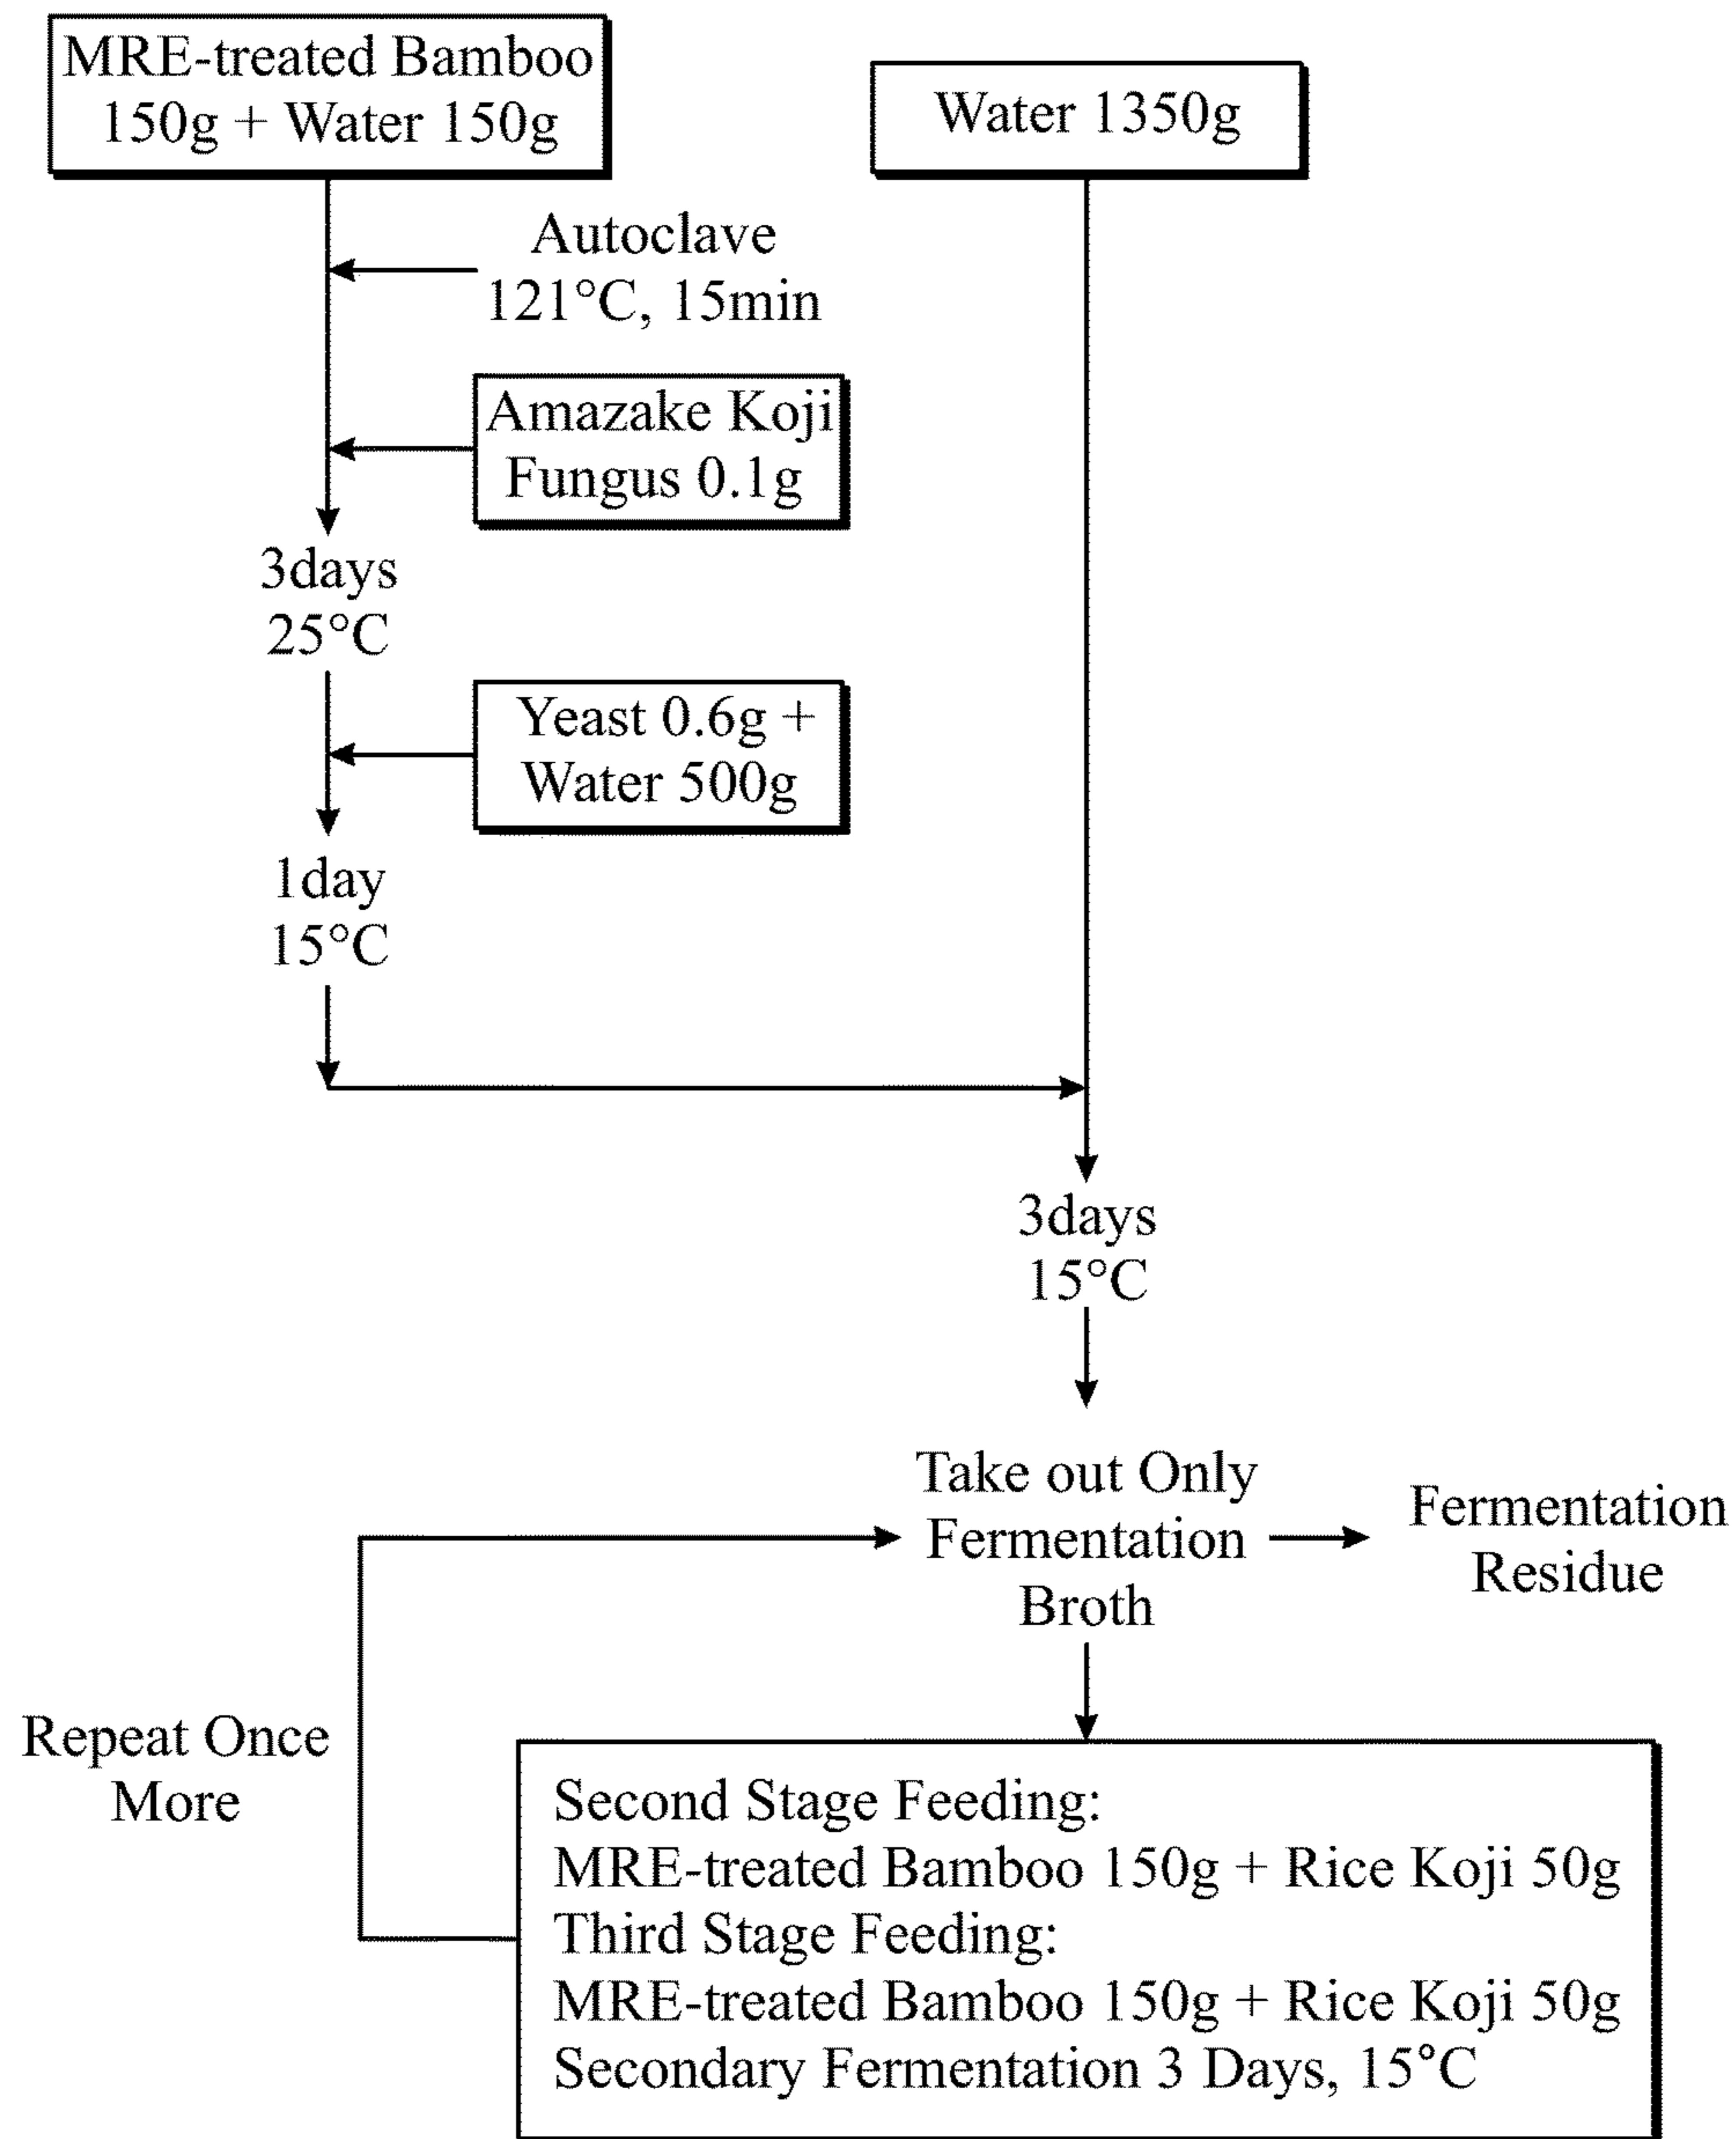 MRE-treated Bamboo
150g + Water 150g
Water 1350g
Autoclave
121°C, 15min
Amazake Koji
Fungus 0.1g
3days
25°C
Yeast 0.6g +
Water 500g
1day
15°C
3days
15°C
Take out Only
Fermentation
Broth
Fermentation
Residue
Repeat Once
More
Second Stage Feeding:
MRE-treated Bamboo 150g + Rice Koji 50g
Third Stage Feeding:
MRE-treated Bamboo 150g + Rice Koji 50g
Secondary Fermentation 3 Days, 15°C